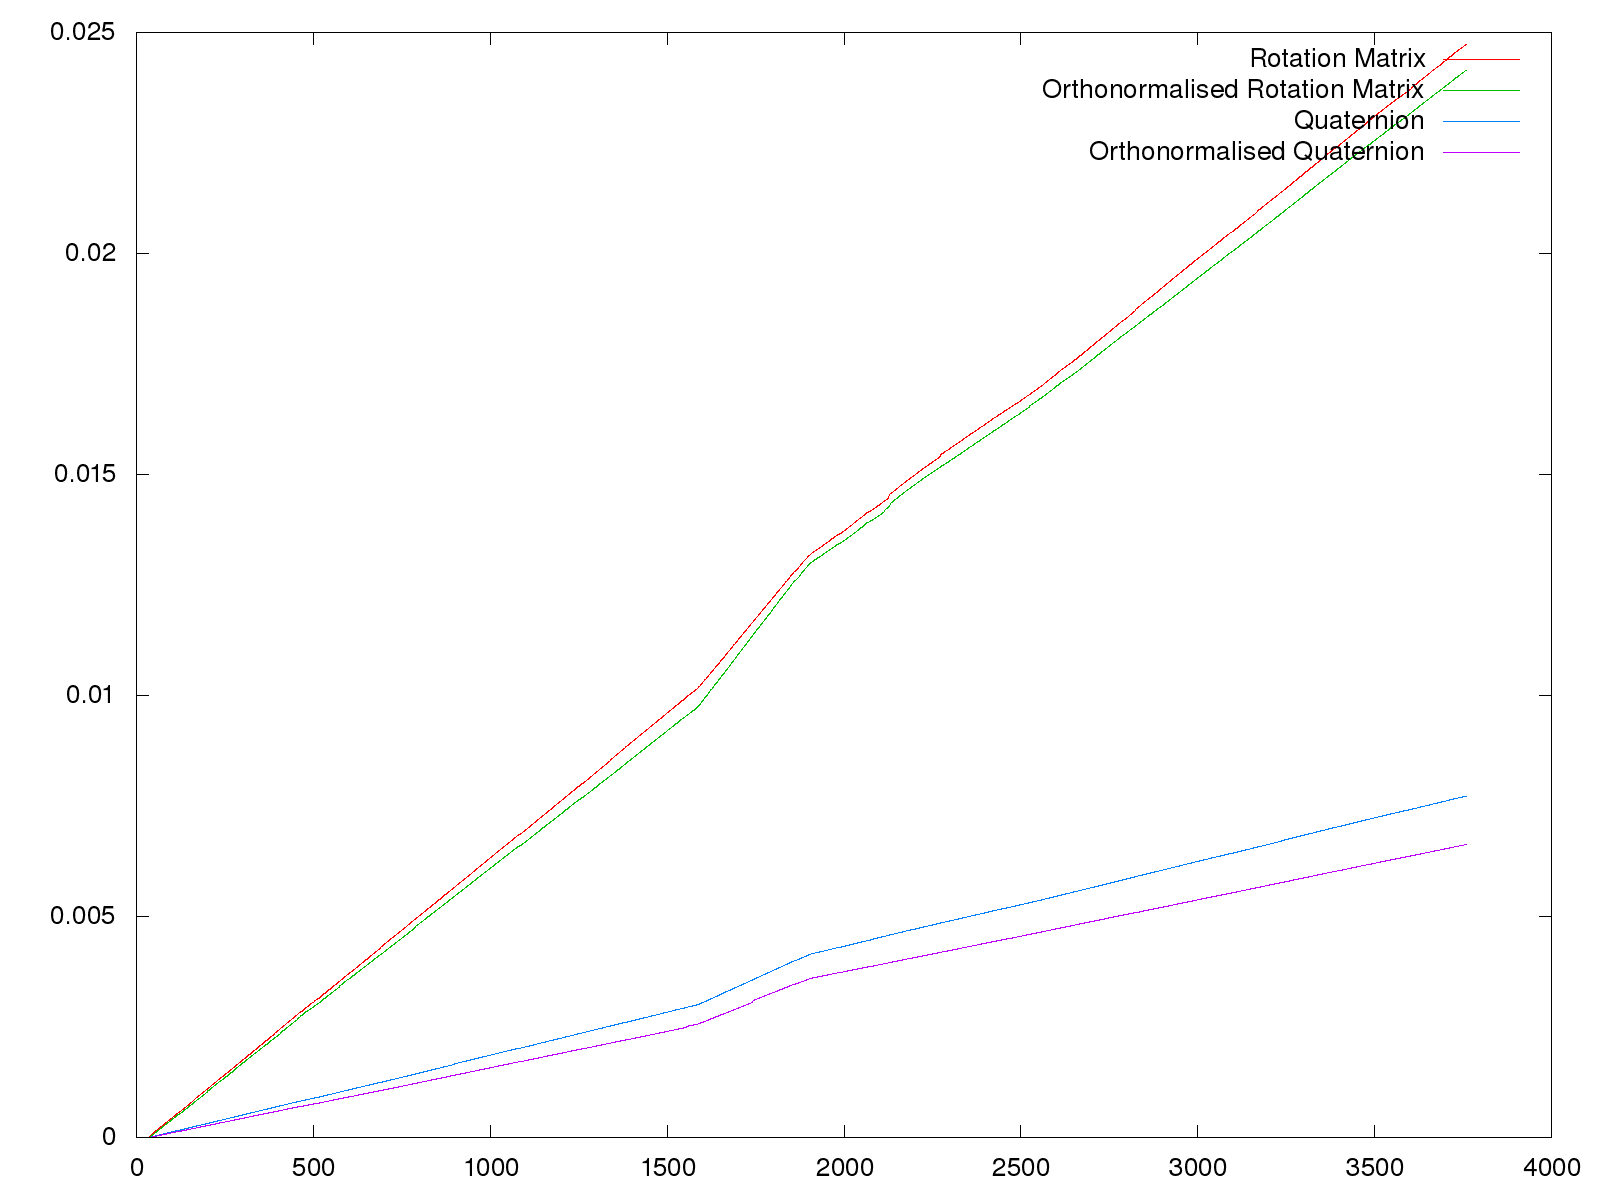 0.025
0.02
0.015
0.01
0.005
0
0 500 1000 1500 2000 2500 3000 3500 4000
Rotation Matrix
Orthonormalised Rotation Matrix
Quaternion
Orthonormalised Quaternion